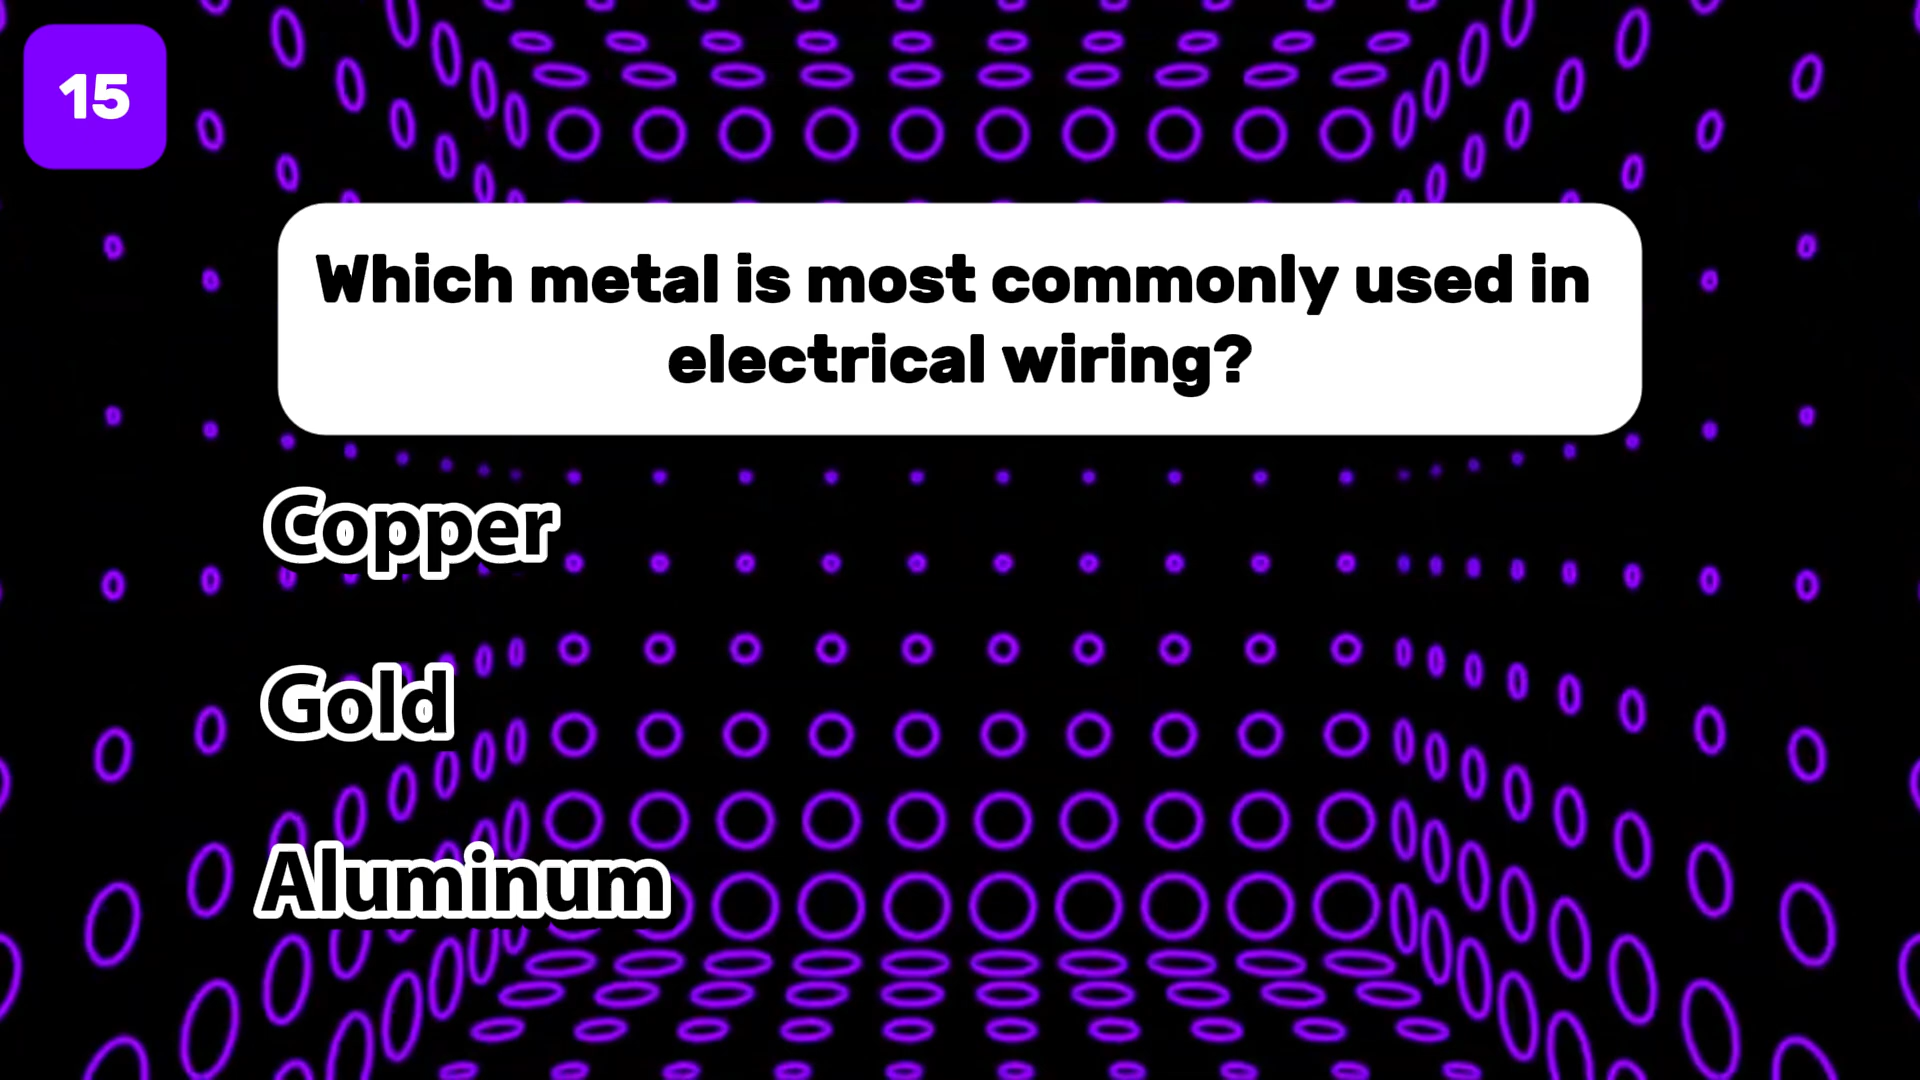 15
Which metal is most commonly used in
electrical wiring?
Copper
Gold
Aluminum